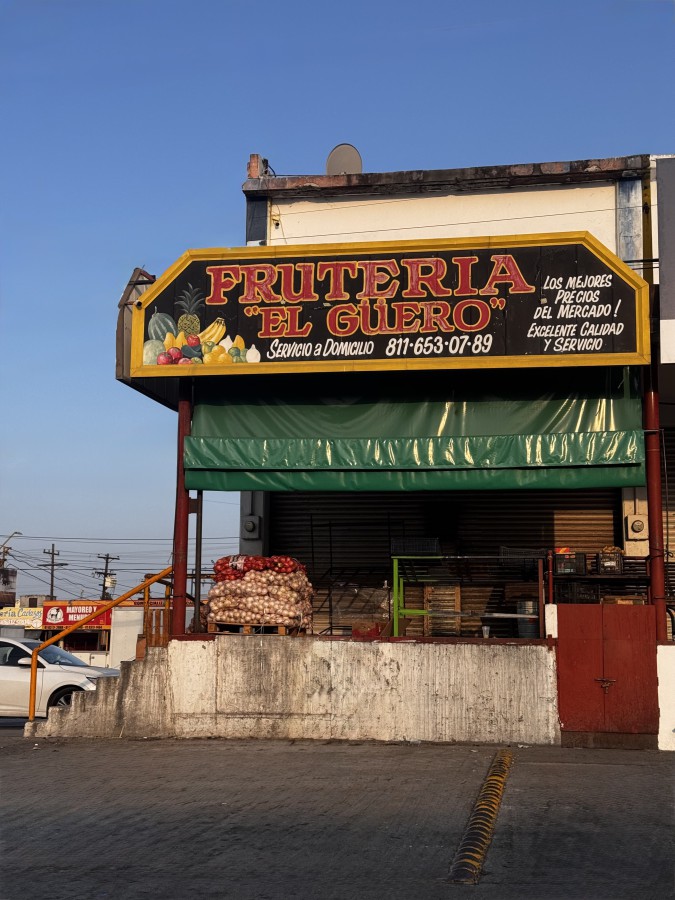 FRUTERIA
"EL GÜERO"
SERVICIO a DOMICILIO 811-653-07-89
LOS MEJORES
PRECIOS
DEL MERCADO!
EXCELENTE CALIDAD
Y SERVICIO
MAYOREO Y